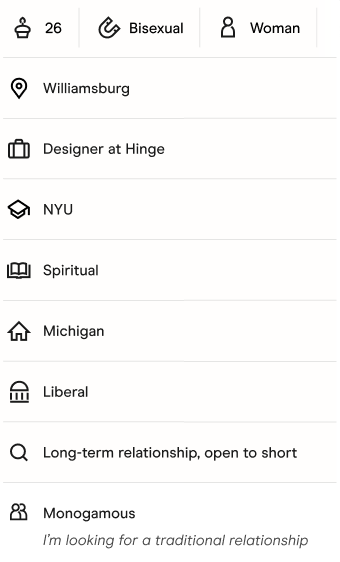 26 Bisexual Woman
Williamsburg
Designer at Hinge
NYU
Spiritual
Michigan
Liberal
Long-term relationship, open to short
Monogamous
I'm looking for a traditional relationship